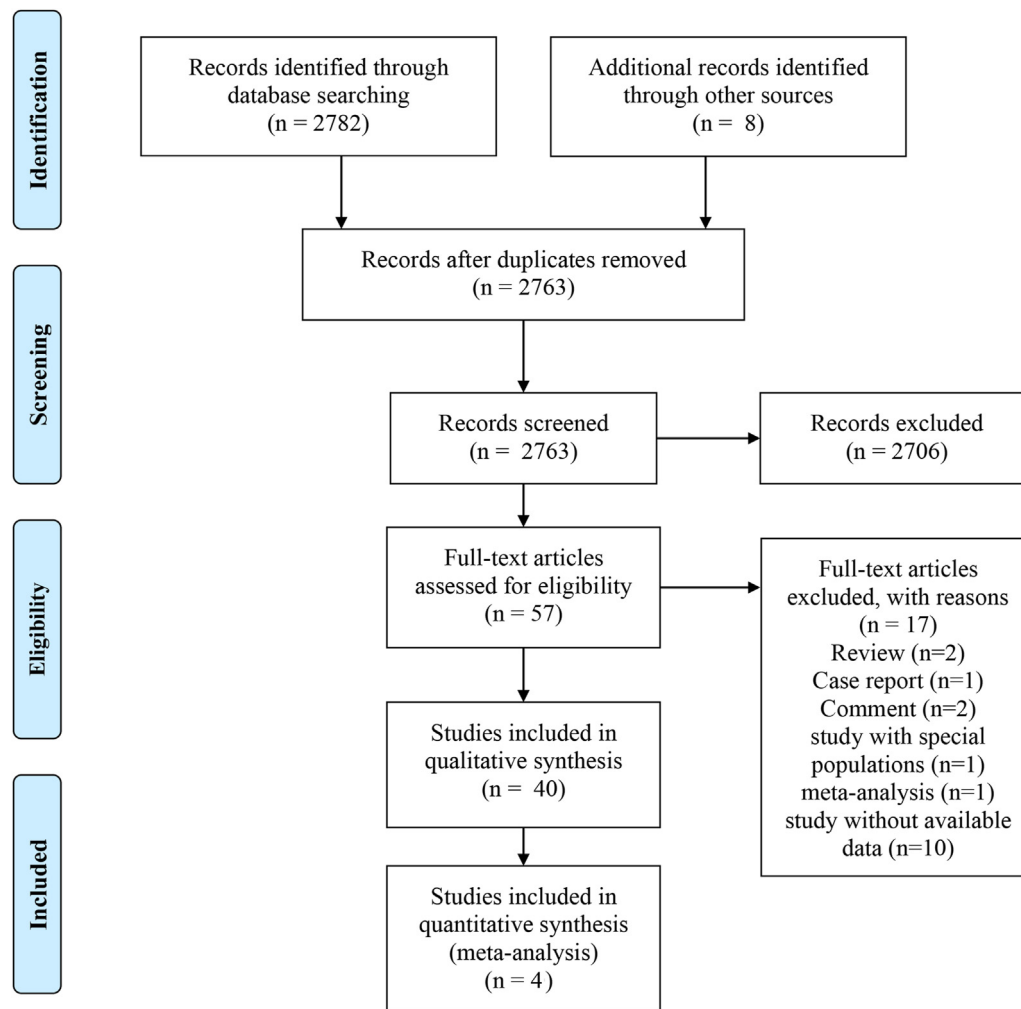 Identification
Records identified through
database searching
(n = 2782)
Additional records identified
through other sources
(n = 8)
Records after duplicates removed
(n = 2763)
Screening
Records screened
(n = 2763)
Records excluded
(n = 2706)
Eligibility
Full-text articles
assessed for eligibility
(n = 57)
Full-text articles
excluded, with reasons
(n = 17)
Review (n=2)
Case report (n=1)
Comment (n=2)
study with special
populations (n=1)
meta-analysis (n=1)
study without available
data (n=10)
Studies included in
qualitative synthesis
(n = 40)
Included
Studies included in
quantitative synthesis
(meta-analysis)
(n = 4)